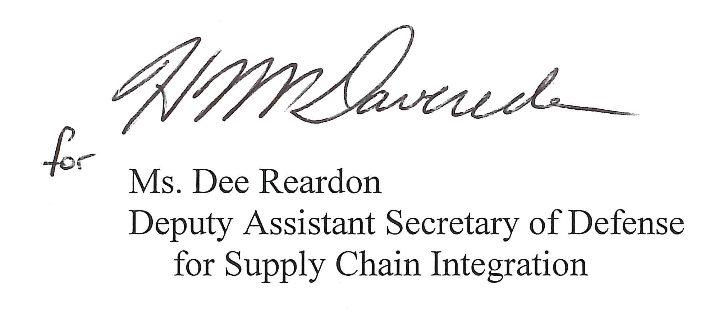 for
Ms. Dee Reardon
Deputy Assistant Secretary of Defense
for Supply Chain Integration